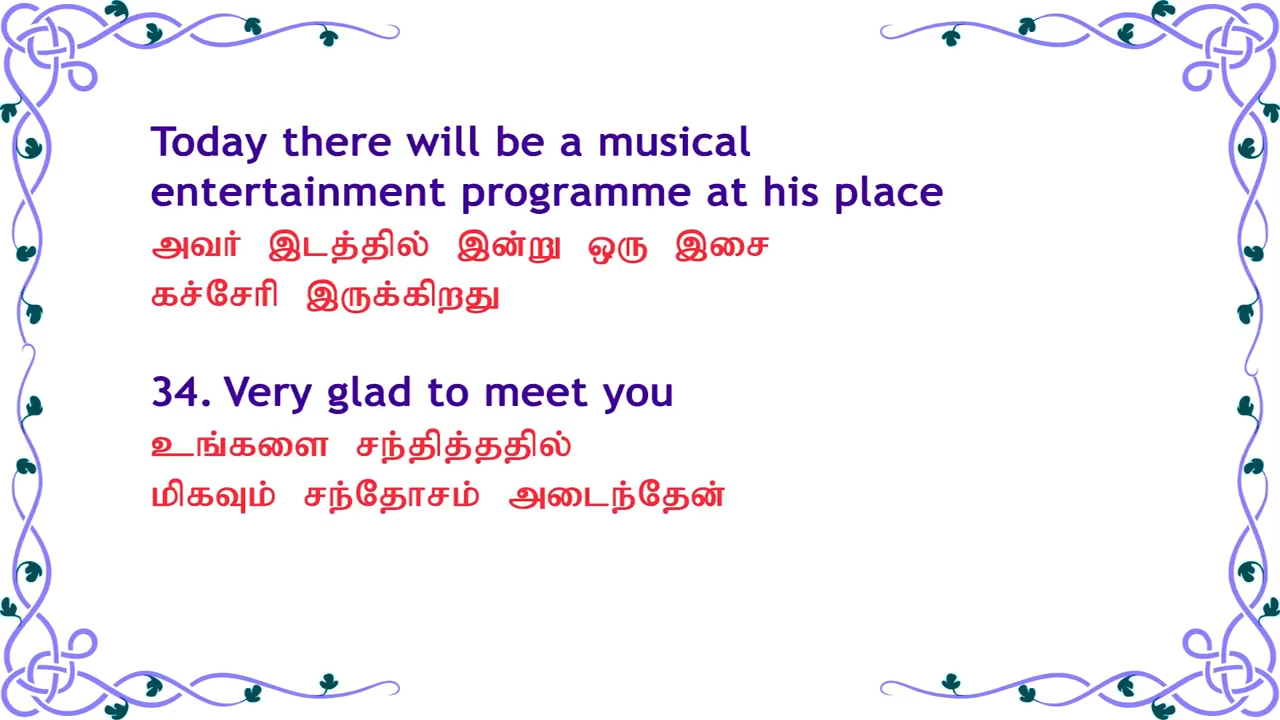 Today there will be a musical
entertainment programme at his place
அவர் இடத்தில் இன்று ஒரு இசை
கச்சேரி இருக்கிறது
34. Very glad to meet you
உங்களை சந்தித்ததில்
மிகவும் சந்தோசம் அடைந்தேன்